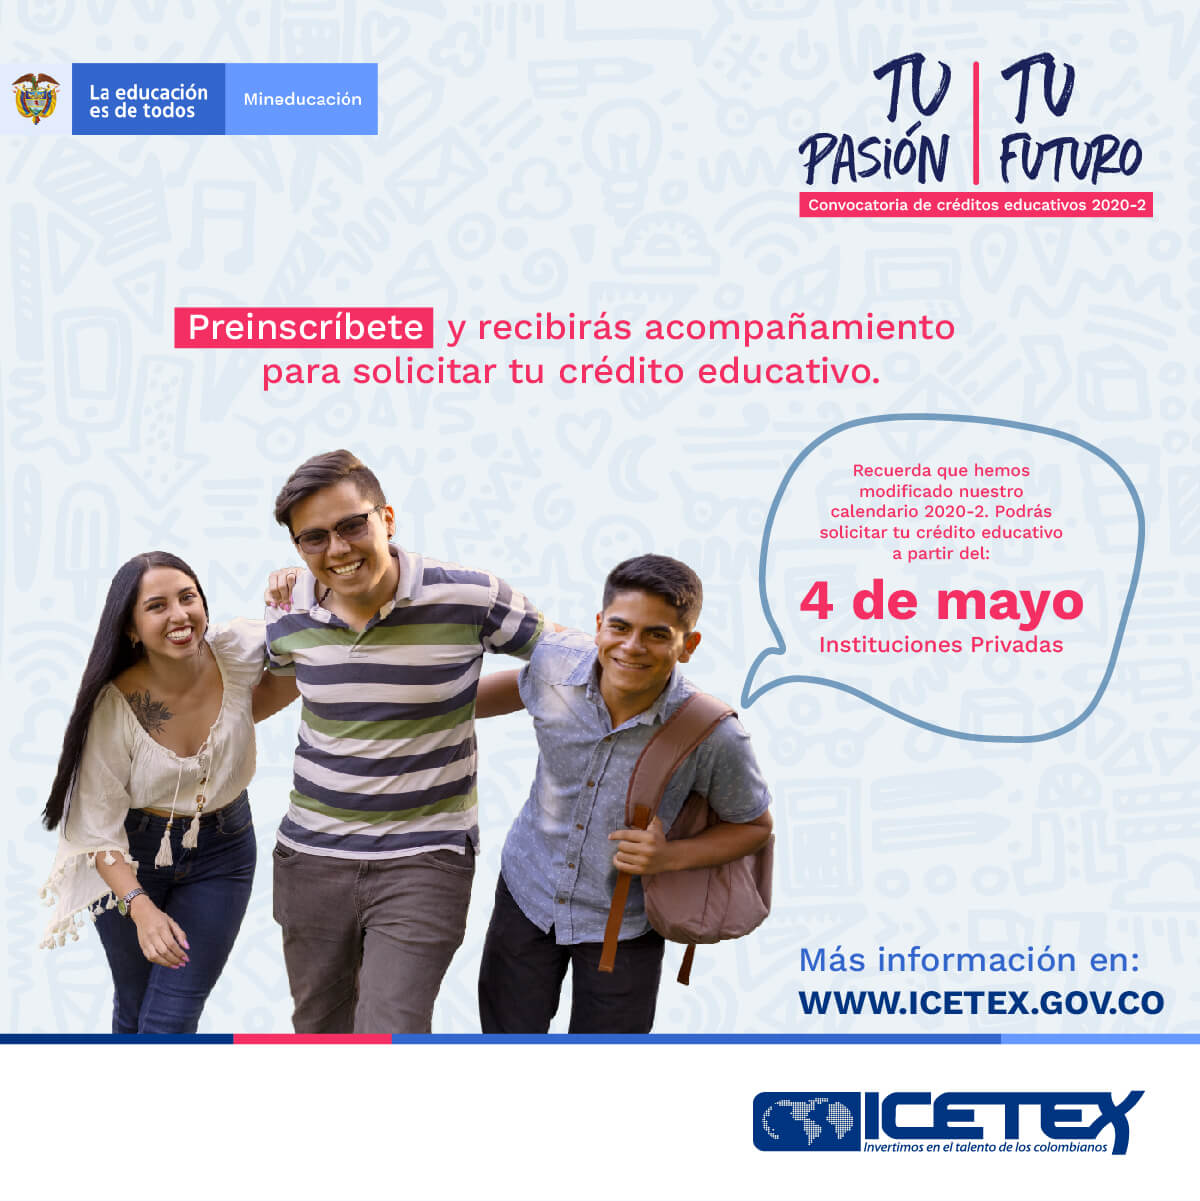 La educación
es de todos
Mineducación
TU
PASIÓN
TU
FUTURO
Convocatoria de créditos educativos 2020-2
Preinscríbete y recibirás acompañamiento
para solicitar tu crédito educativo.
Recuerda que hemos
modificado nuestro
calendario 2020-2. Podrás
solicitar tu crédito educativo
a partir del:
4 de mayo
Instituciones Privadas
Más información en:
WWW.ICETEX.GOV.CO
ICETEX
Invertimos en el talento de los colombianos